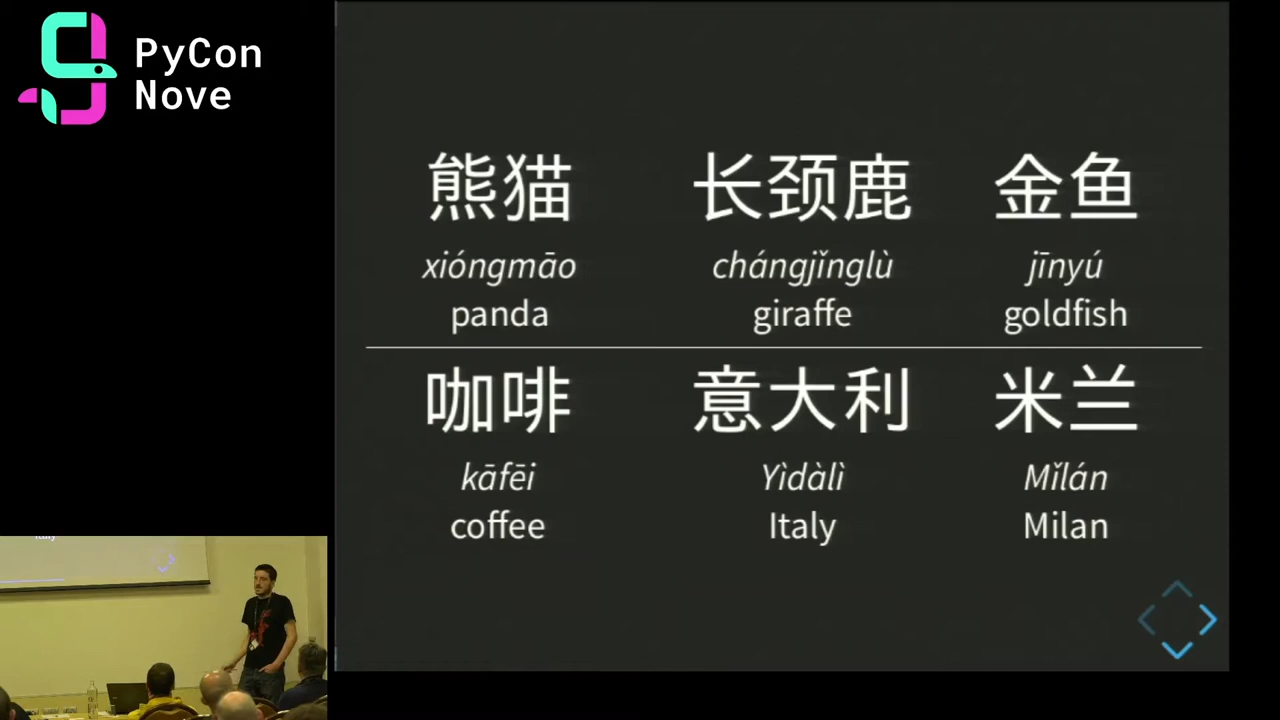 PyCon
Nove
熊猫 长颈鹿 金鱼
xióngmāo chángjǐnglù jīnyú
panda giraffe goldfish
咖啡 意大利 米兰
kāfēi Yìdàlì Mǐlán
coffee Italy Milan
Italy